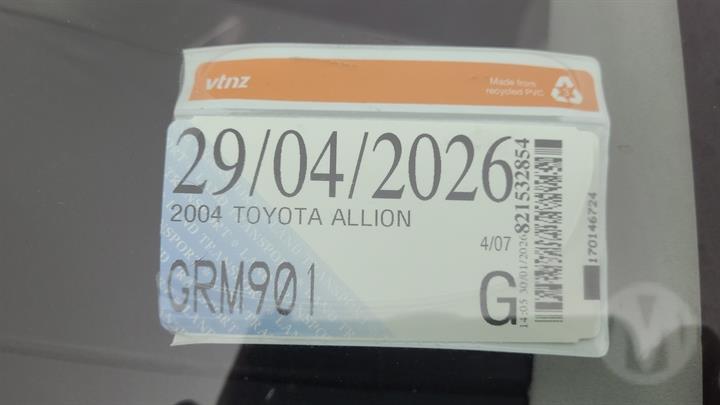 vtnz
Made from
recycled PVC
29/04/2026
2004 TOYOTA ALLION
4/07
GRM901
G
14:05 30/01/2026
821532854
170146724